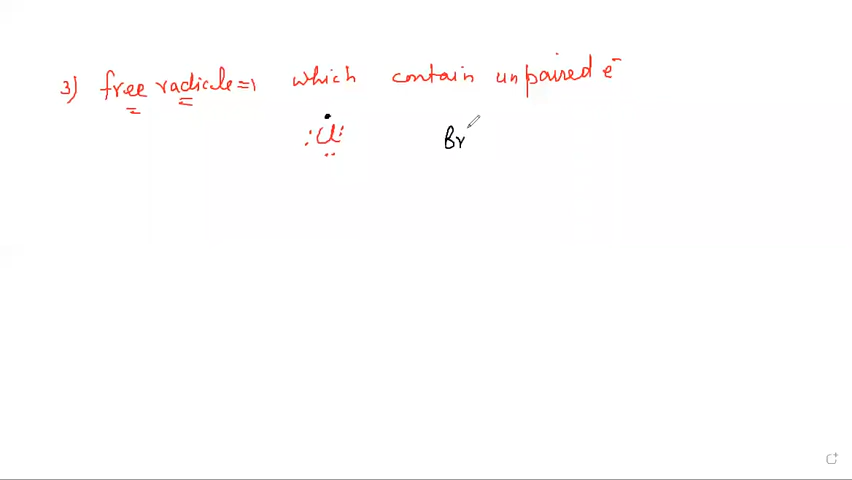 3) free radicle => which contain unpaired e⁻
:Cl: Br